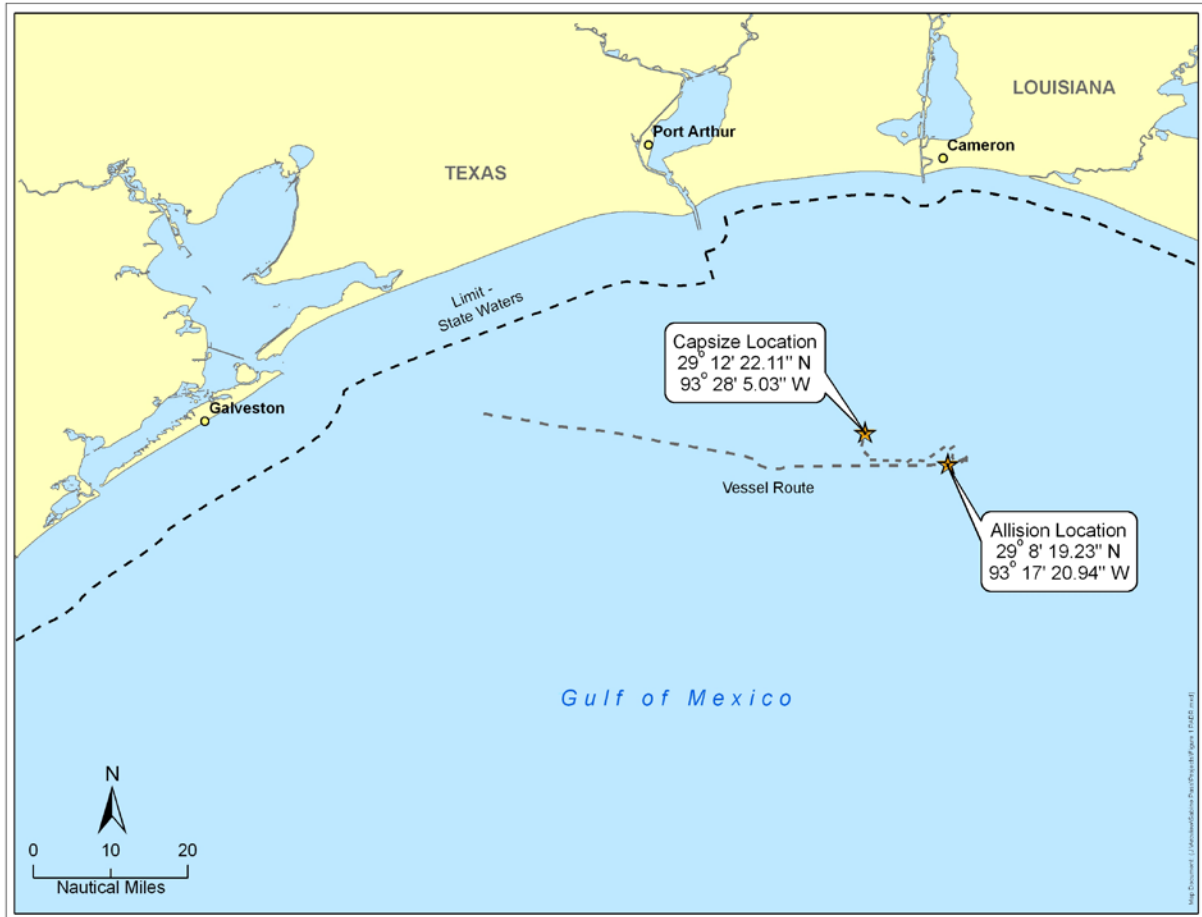 LOUISIANA
Port Arthur
Cameron
TEXAS
Limit -
State Waters
Capsize Location
29° 12' 22.11" N
93° 28' 5.03" W
Galveston
Vessel Route
Allision Location
29° 8' 19.23" N
93° 17' 20.94" W
Gulf of Mexico
N
0 10 20
Nautical Miles